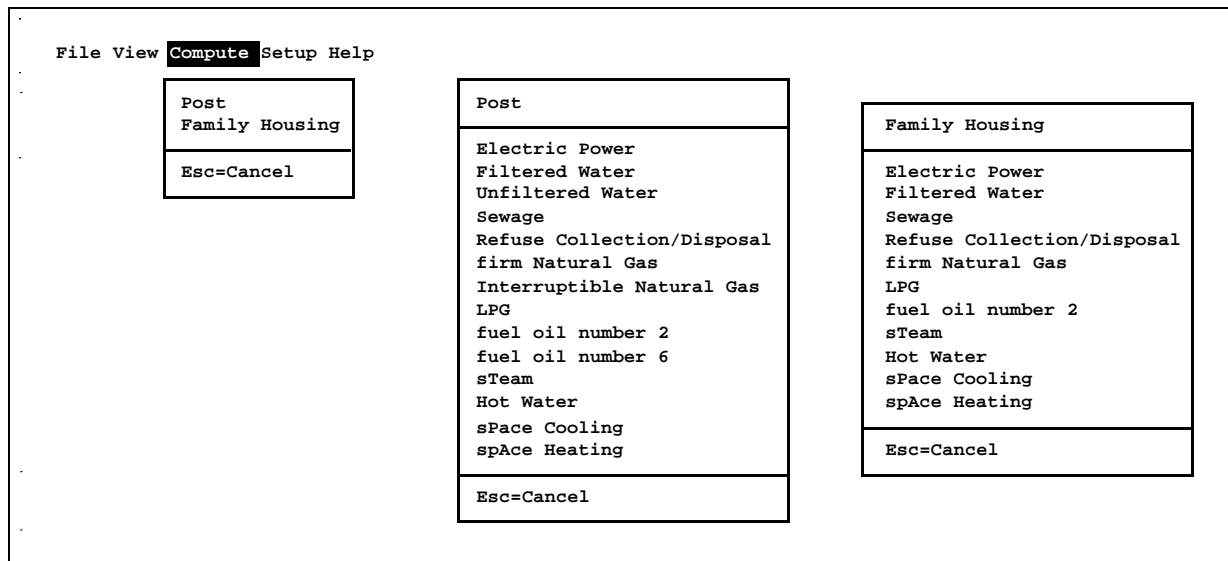 File View Compute Setup Help
Post
Family Housing
Esc=Cancel
Post
Electric Power
Filtered Water
Unfiltered Water
Sewage
Refuse Collection/Disposal
firm Natural Gas
Interruptible Natural Gas
LPG
fuel oil number 2
fuel oil number 6
sTeam
Hot Water
sPace Cooling
spAce Heating
Esc=Cancel
Family Housing
Electric Power
Filtered Water
Sewage
Refuse Collection/Disposal
firm Natural Gas
LPG
fuel oil number 2
sTeam
Hot Water
sPace Cooling
spAce Heating
Esc=Cancel